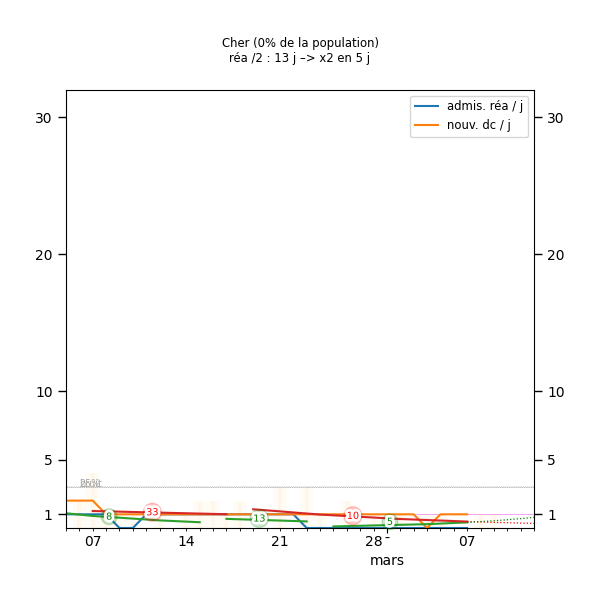 Cher (0% de la population)
réa /2 : 13 j –> x2 en 5 j
admis. réa / j
nouv. dc / j
30 30
20 20
10 10
5 5
1 1
8 33 13 10 5
07 14 21 28 07
mars